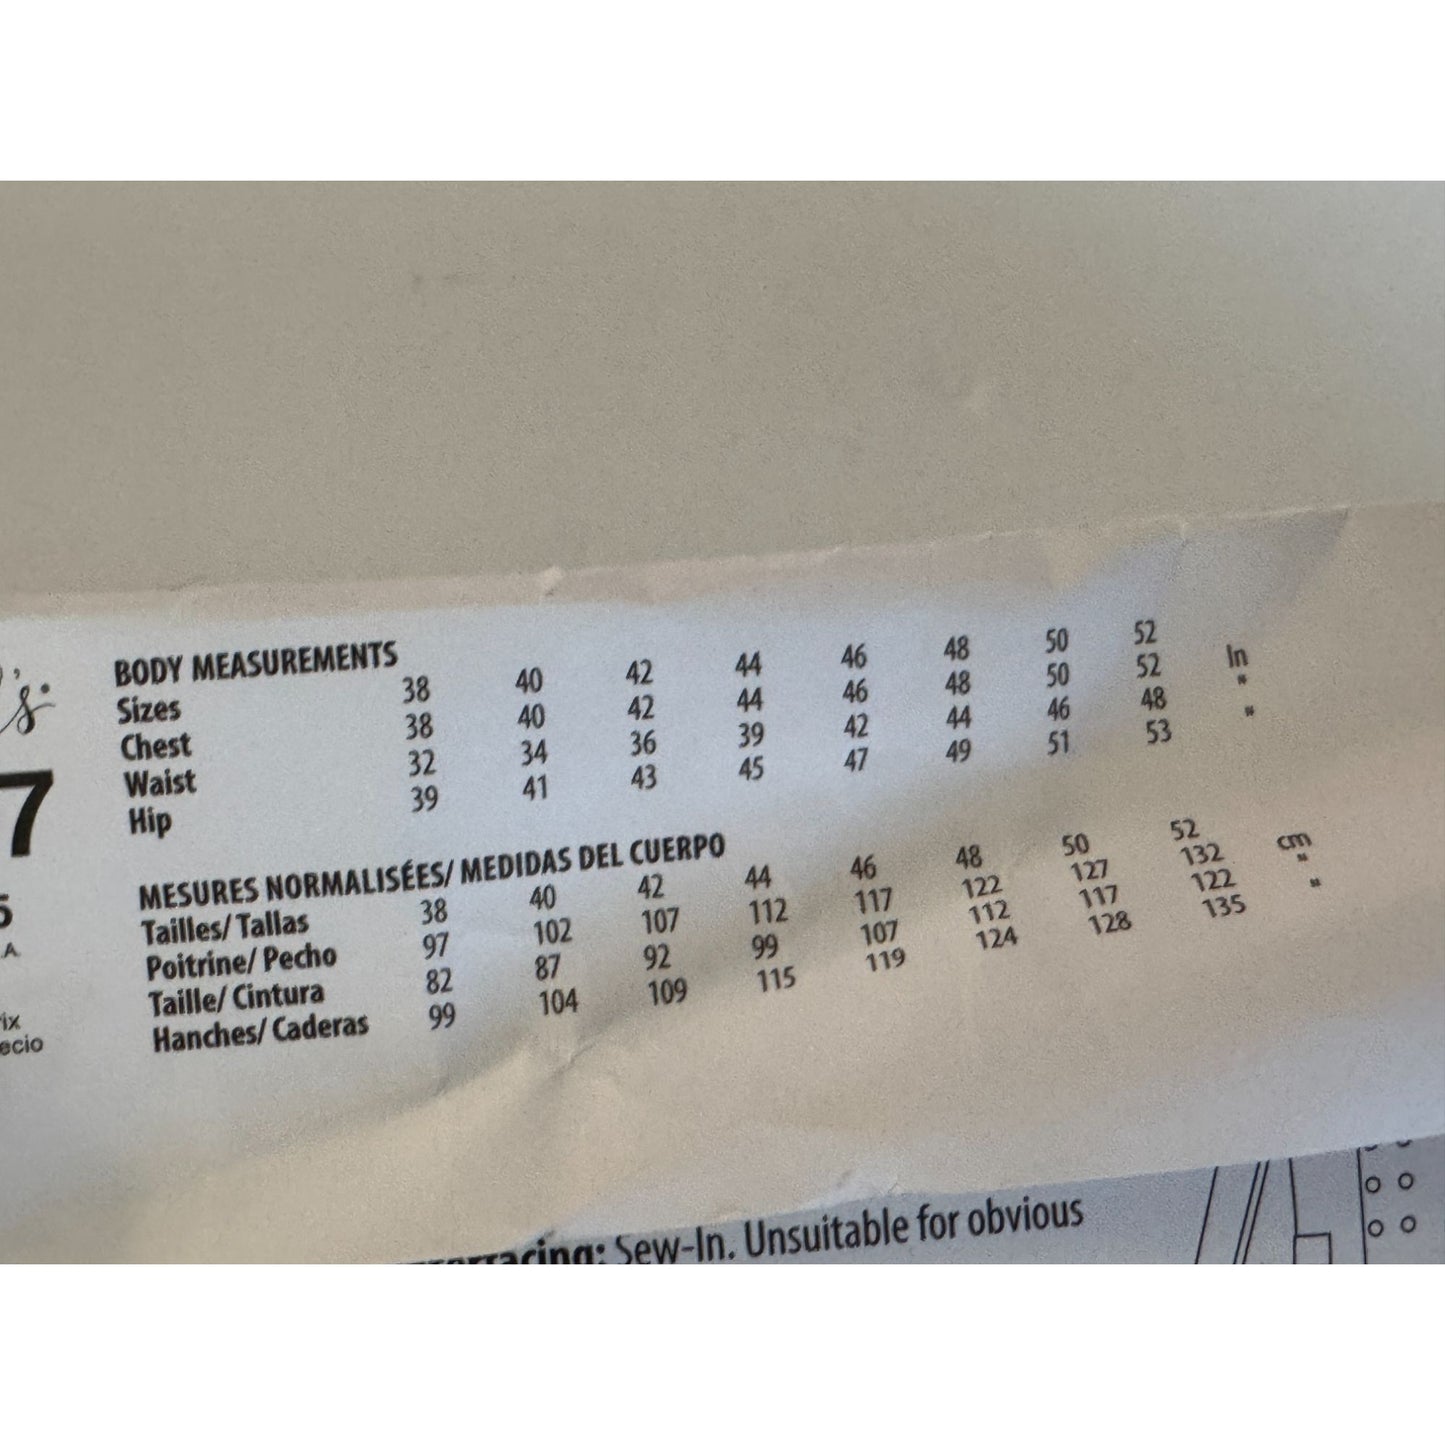 's.
7
5
.A.
rix
ecio
BODY MEASUREMENTS
Sizes 38 40 42 44 46 48 50 52
Chest 38 40 42 44 46 48 50 52 In
Waist 32 34 36 39 42 44 46 48 "
Hip 39 41 43 45 47 49 51 53 "
MESURES NORMALISÉES/ MEDIDAS DEL CUERPO
Tailles/ Tallas 38 40 42 44 46 48 50 52
Poitrine/ Pecho 97 102 107 112 117 122 127 132 cm
Taille/ Cintura 82 87 92 99 107 112 117 122 "
Hanches/ Caderas 99 104 109 115 119 124 128 135 "
Sew-In. Unsuitable for obvious